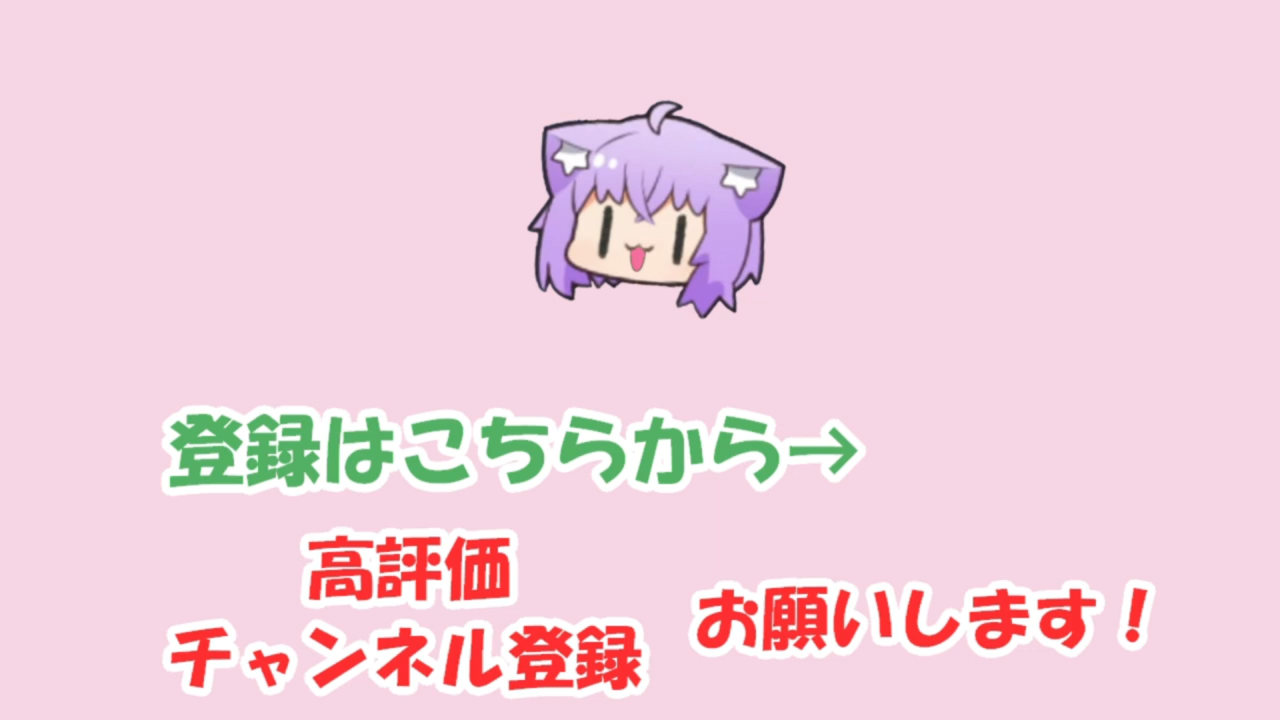 登録はこちらから→
高評価
チャンネル登録
お願いします！